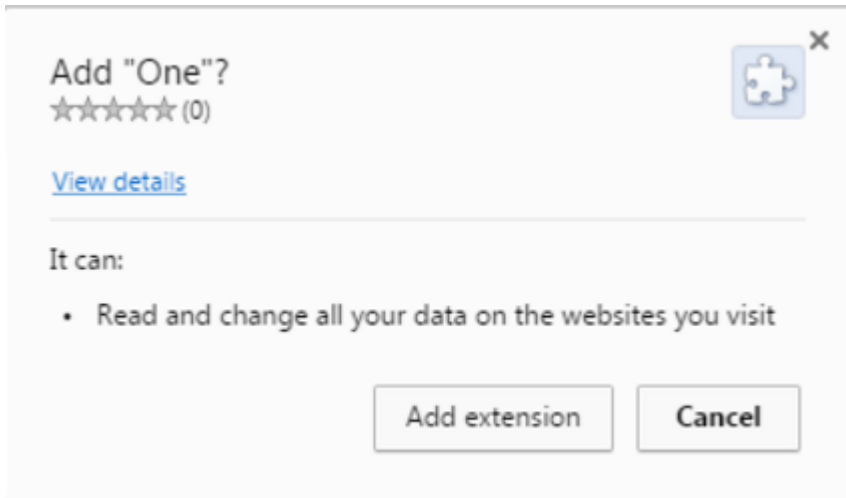 Add "One"?
(0)
View details
It can:
• Read and change all your data on the websites you visit
Add extension
Cancel